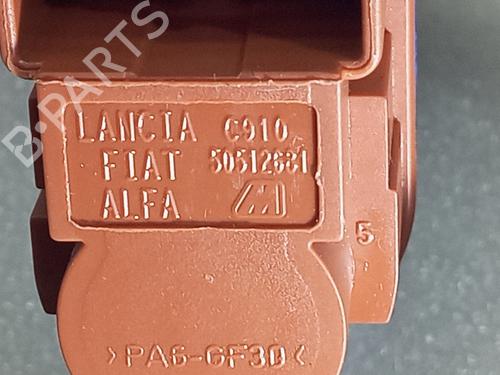 B-PARTS
LANCIA C910
FIAT 50512681
ALFA
5
>PA6-GF30<